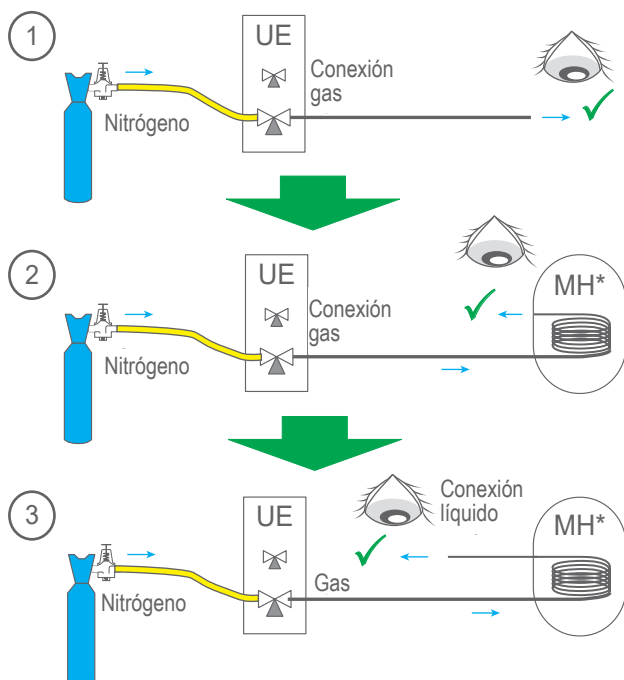 1
UE
Conexión
gas
Nitrógeno
2
UE
MH*
Conexión
gas
Nitrógeno
3
UE
Conexión
líquido
MH*
Gas
Nitrógeno